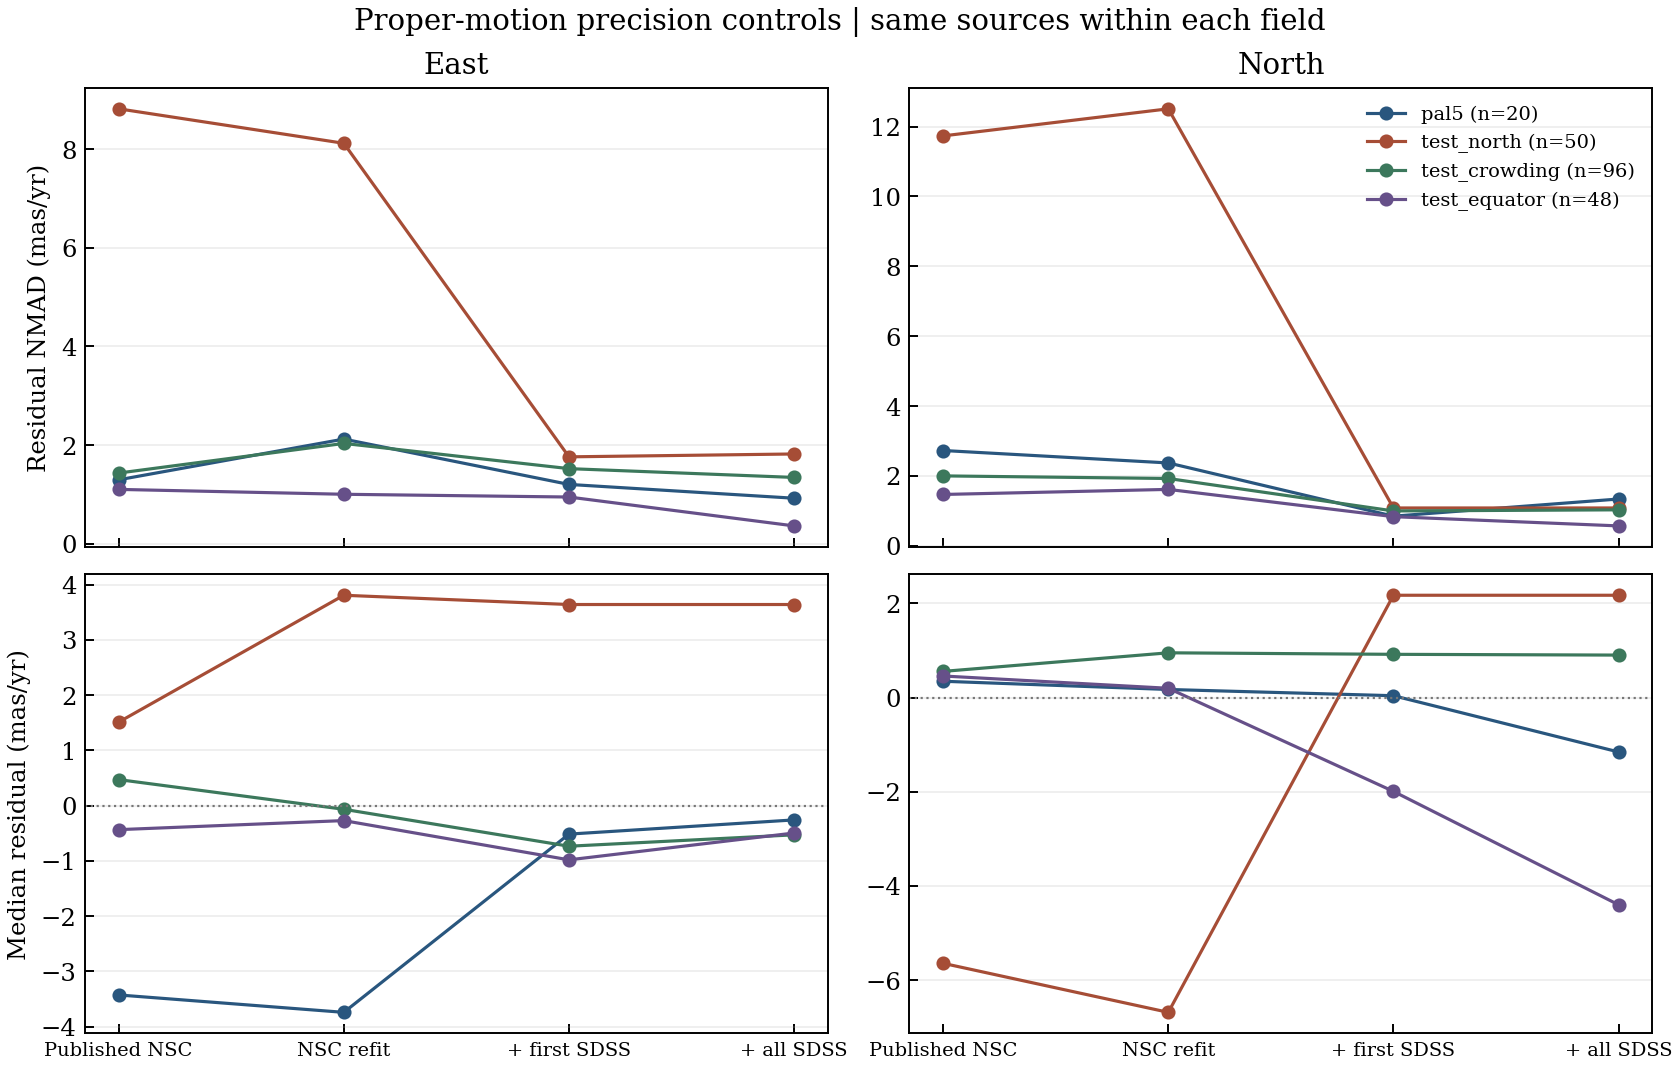 Proper-motion precision controls | same sources within each field
East
North
Residual NMAD (mas/yr)
8
6
4
2
0
12
10
8
6
4
2
0
pal5 (n=20)
test_north (n=50)
test_crowding (n=96)
test_equator (n=48)
Median residual (mas/yr)
4
3
2
1
0
−1
−2
−3
−4
2
0
−2
−4
−6
Published NSC NSC refit + first SDSS + all SDSS
Published NSC NSC refit + first SDSS + all SDSS